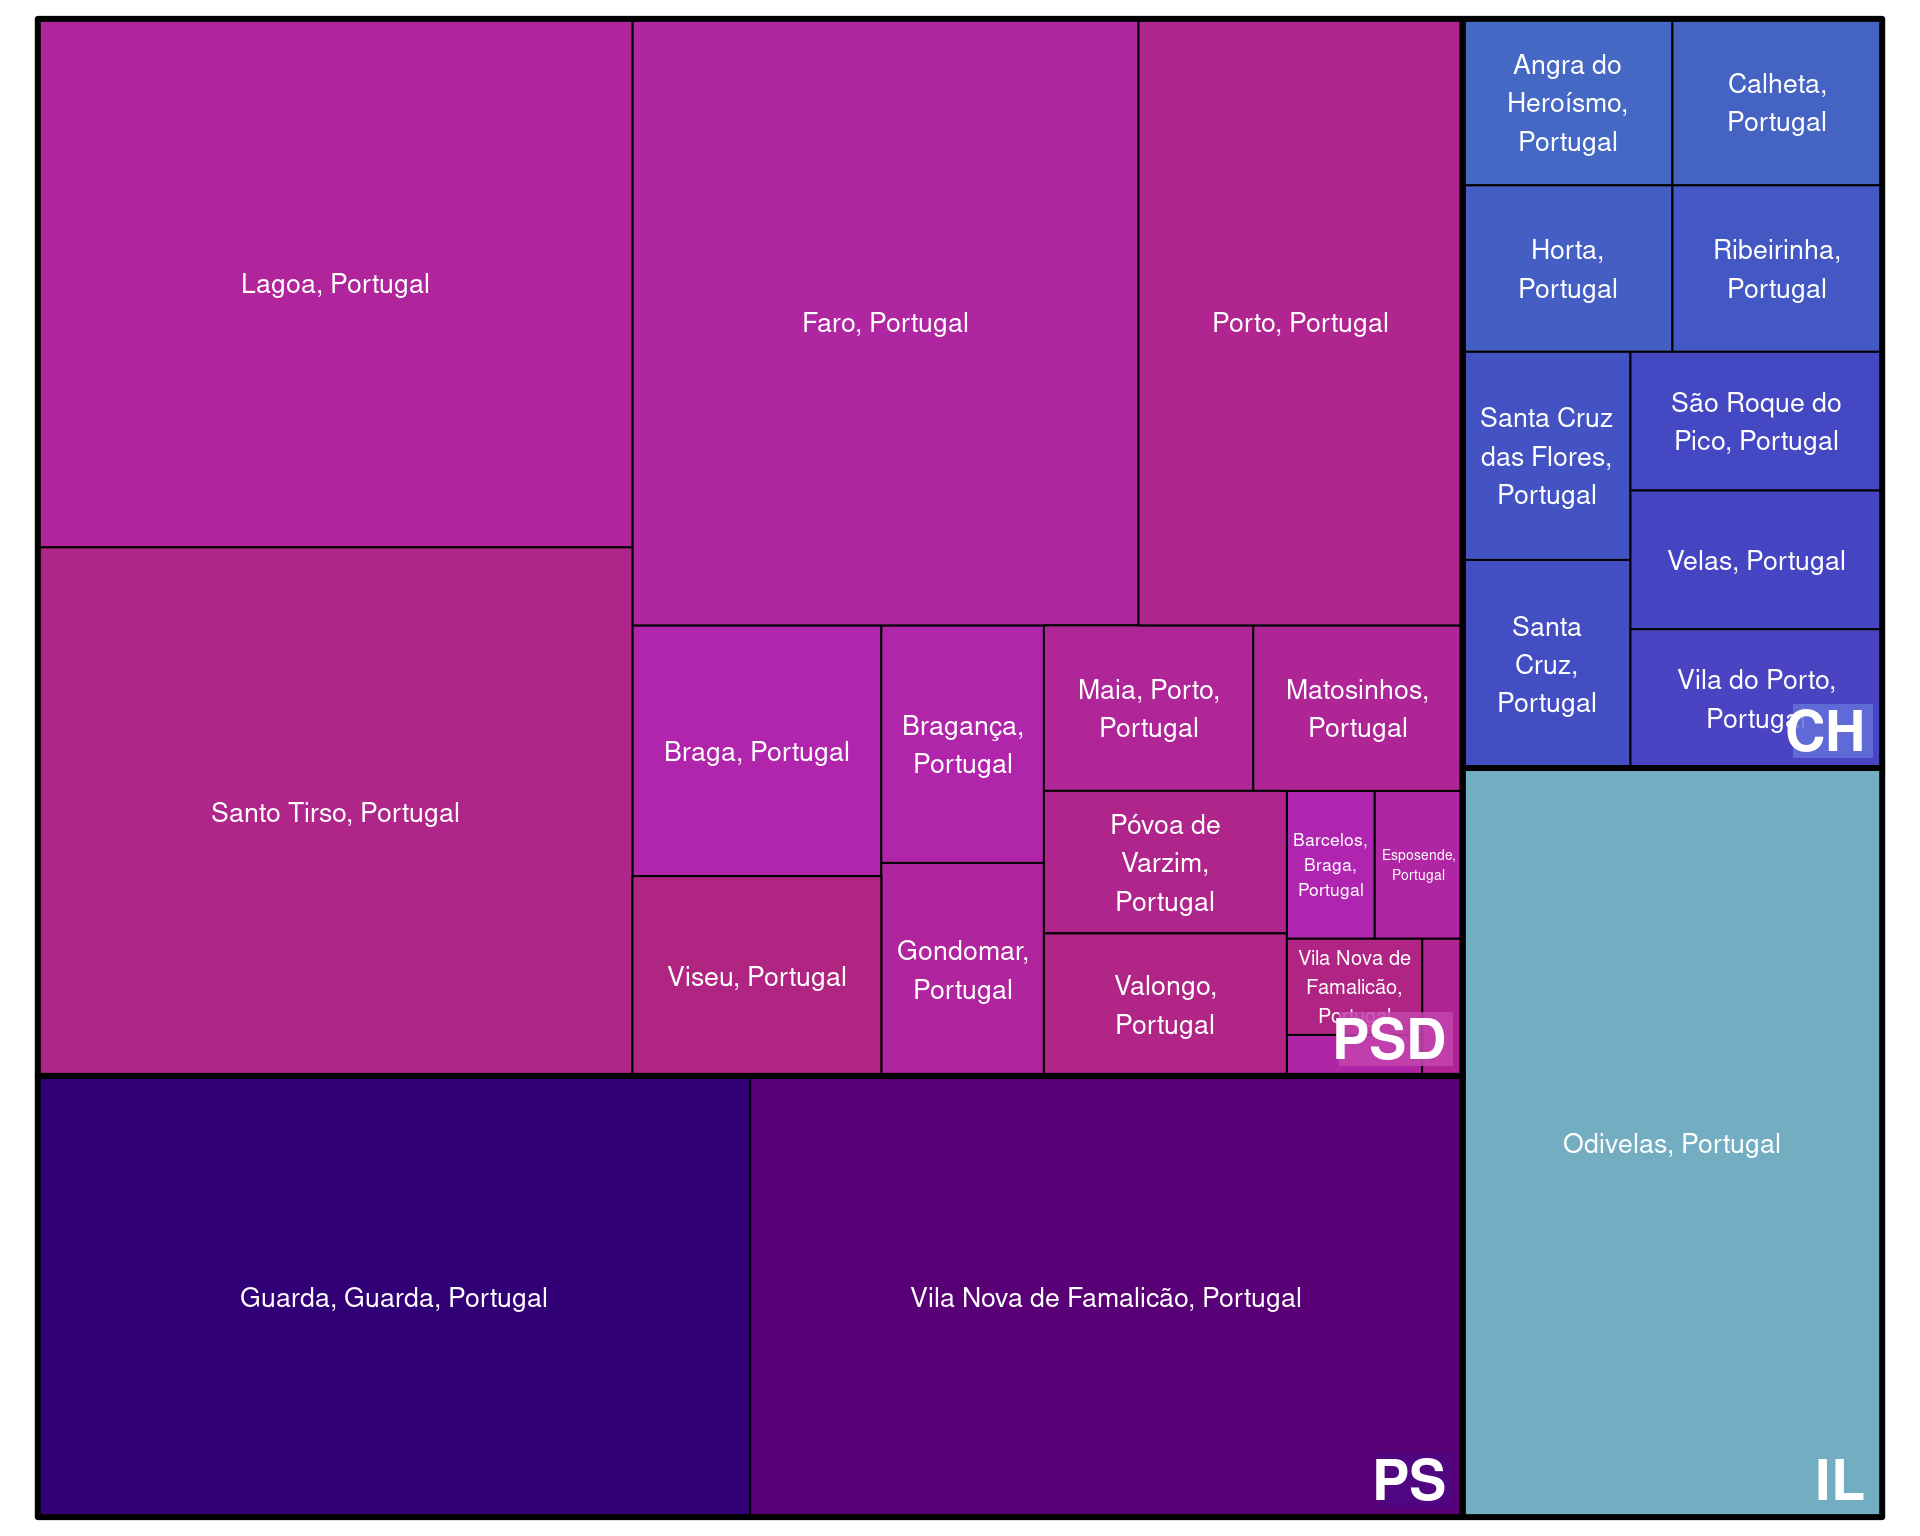 Lagoa, Portugal
Faro, Portugal
Porto, Portugal
Angra do
Heroísmo,
Portugal
Calheta,
Portugal
Horta,
Portugal
Ribeirinha,
Portugal
Santa Cruz
das Flores,
Portugal
São Roque do
Pico, Portugal
Velas, Portugal
Santa
Cruz,
Portugal
Vila do Porto,
Portugal
CH
Santo Tirso, Portugal
Braga, Portugal
Bragança,
Portugal
Maia, Porto,
Portugal
Matosinhos,
Portugal
Póvoa de
Varzim,
Portugal
Barcelos,
Braga,
Portugal
Esposende,
Portugal
Viseu, Portugal
Gondomar,
Portugal
Valongo,
Portugal
Vila Nova de
Famalicão,
Portugal
PSD
Guarda, Guarda, Portugal
Vila Nova de Famalicão, Portugal
PS
Odivelas, Portugal
IL